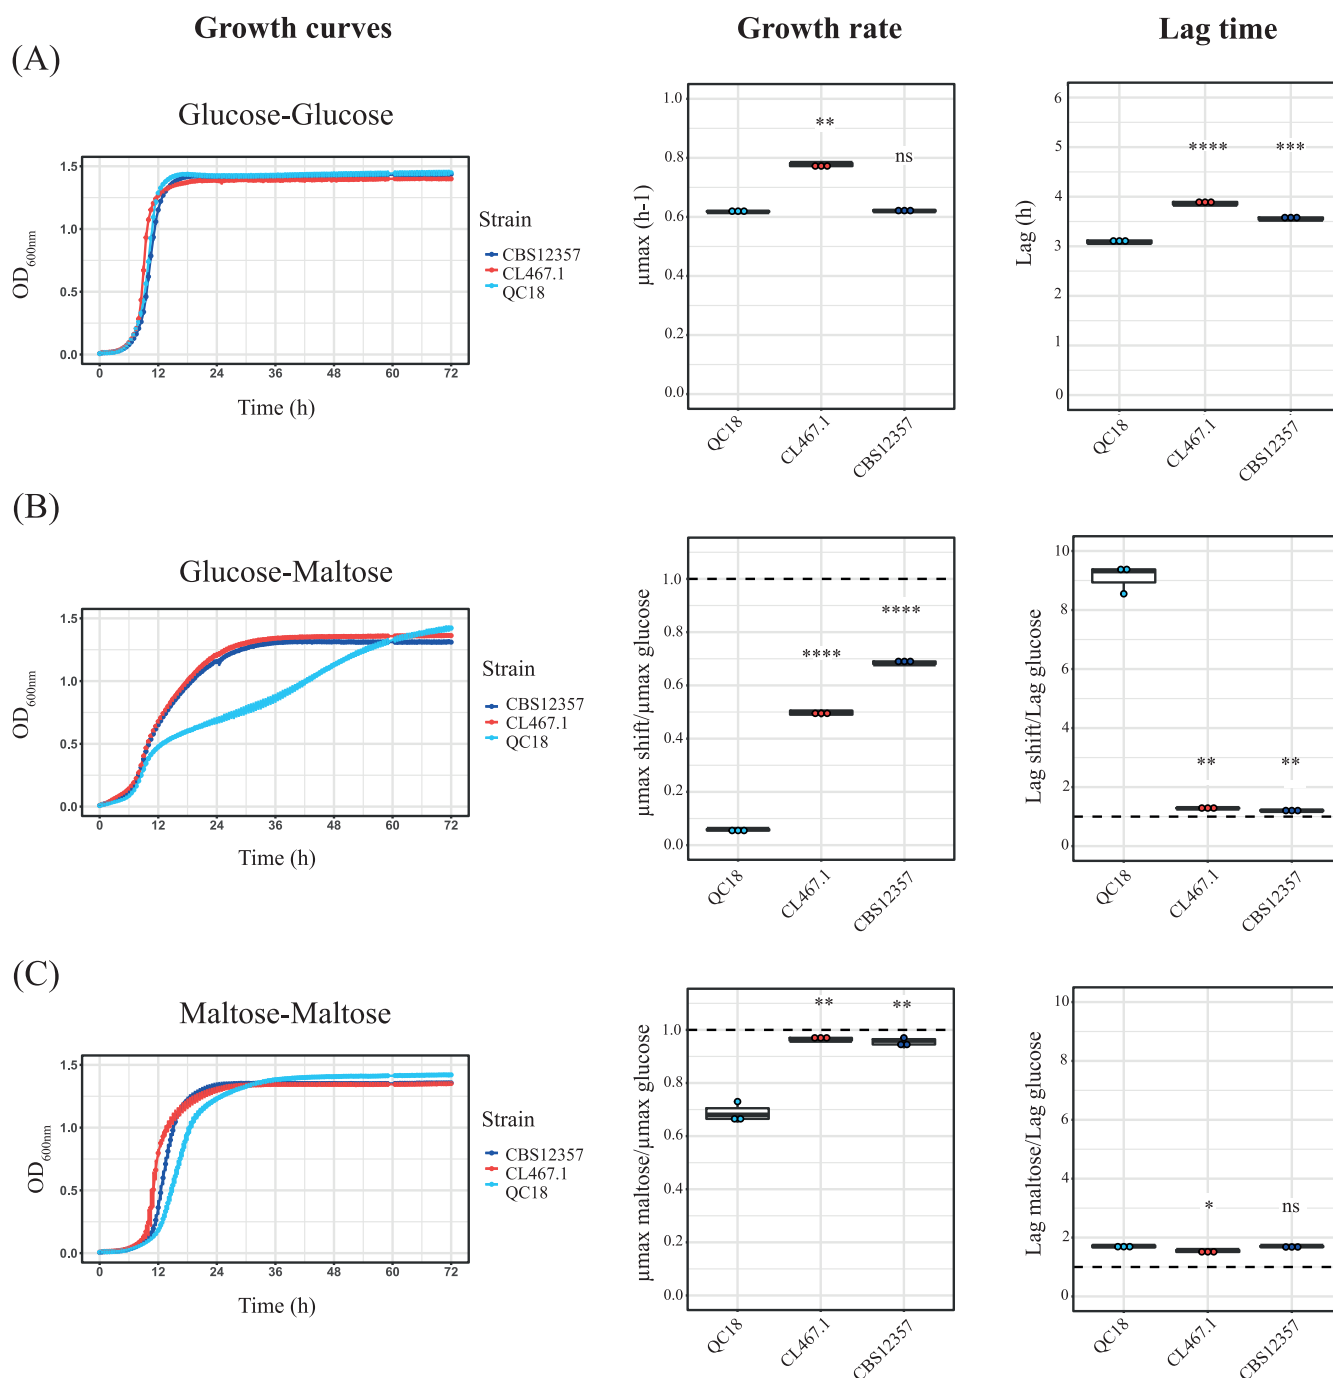 Growth curves
Growth rate
Lag time
(A)
Glucose-Glucose
OD600nm
1.5
1.0
0.5
0.0
0 12 24 36 48 60 72
Time (h)
Strain
CBS12357
CL467.1
QC18
µmax (h-1)
1.0
0.8
0.6
0.4
0.2
0.0
**
ns
QC18
CL467.1
CBS12357
Lag (h)
6
5
4
3
2
1
0
****
***
QC18
CL467.1
CBS12357
(B)
Glucose-Maltose
OD600nm
1.5
1.0
0.5
0.0
0 12 24 36 48 60 72
Time (h)
Strain
CBS12357
CL467.1
QC18
µmax shift/µmax glucose
1.0
0.8
0.6
0.4
0.2
0.0
****
****
QC18
CL467.1
CBS12357
Lag shift/Lag glucose
10
8
6
4
2
0
**
**
QC18
CL467.1
CBS12357
(C)
Maltose-Maltose
OD600nm
1.5
1.0
0.5
0.0
0 12 24 36 48 60 72
Time (h)
Strain
CBS12357
CL467.1
QC18
µmax maltose/µmax glucose
1.0
0.8
0.6
0.4
0.2
0.0
**
**
QC18
CL467.1
CBS12357
Lag maltose/Lag glucose
10
8
6
4
2
0
*
ns
QC18
CL467.1
CBS12357